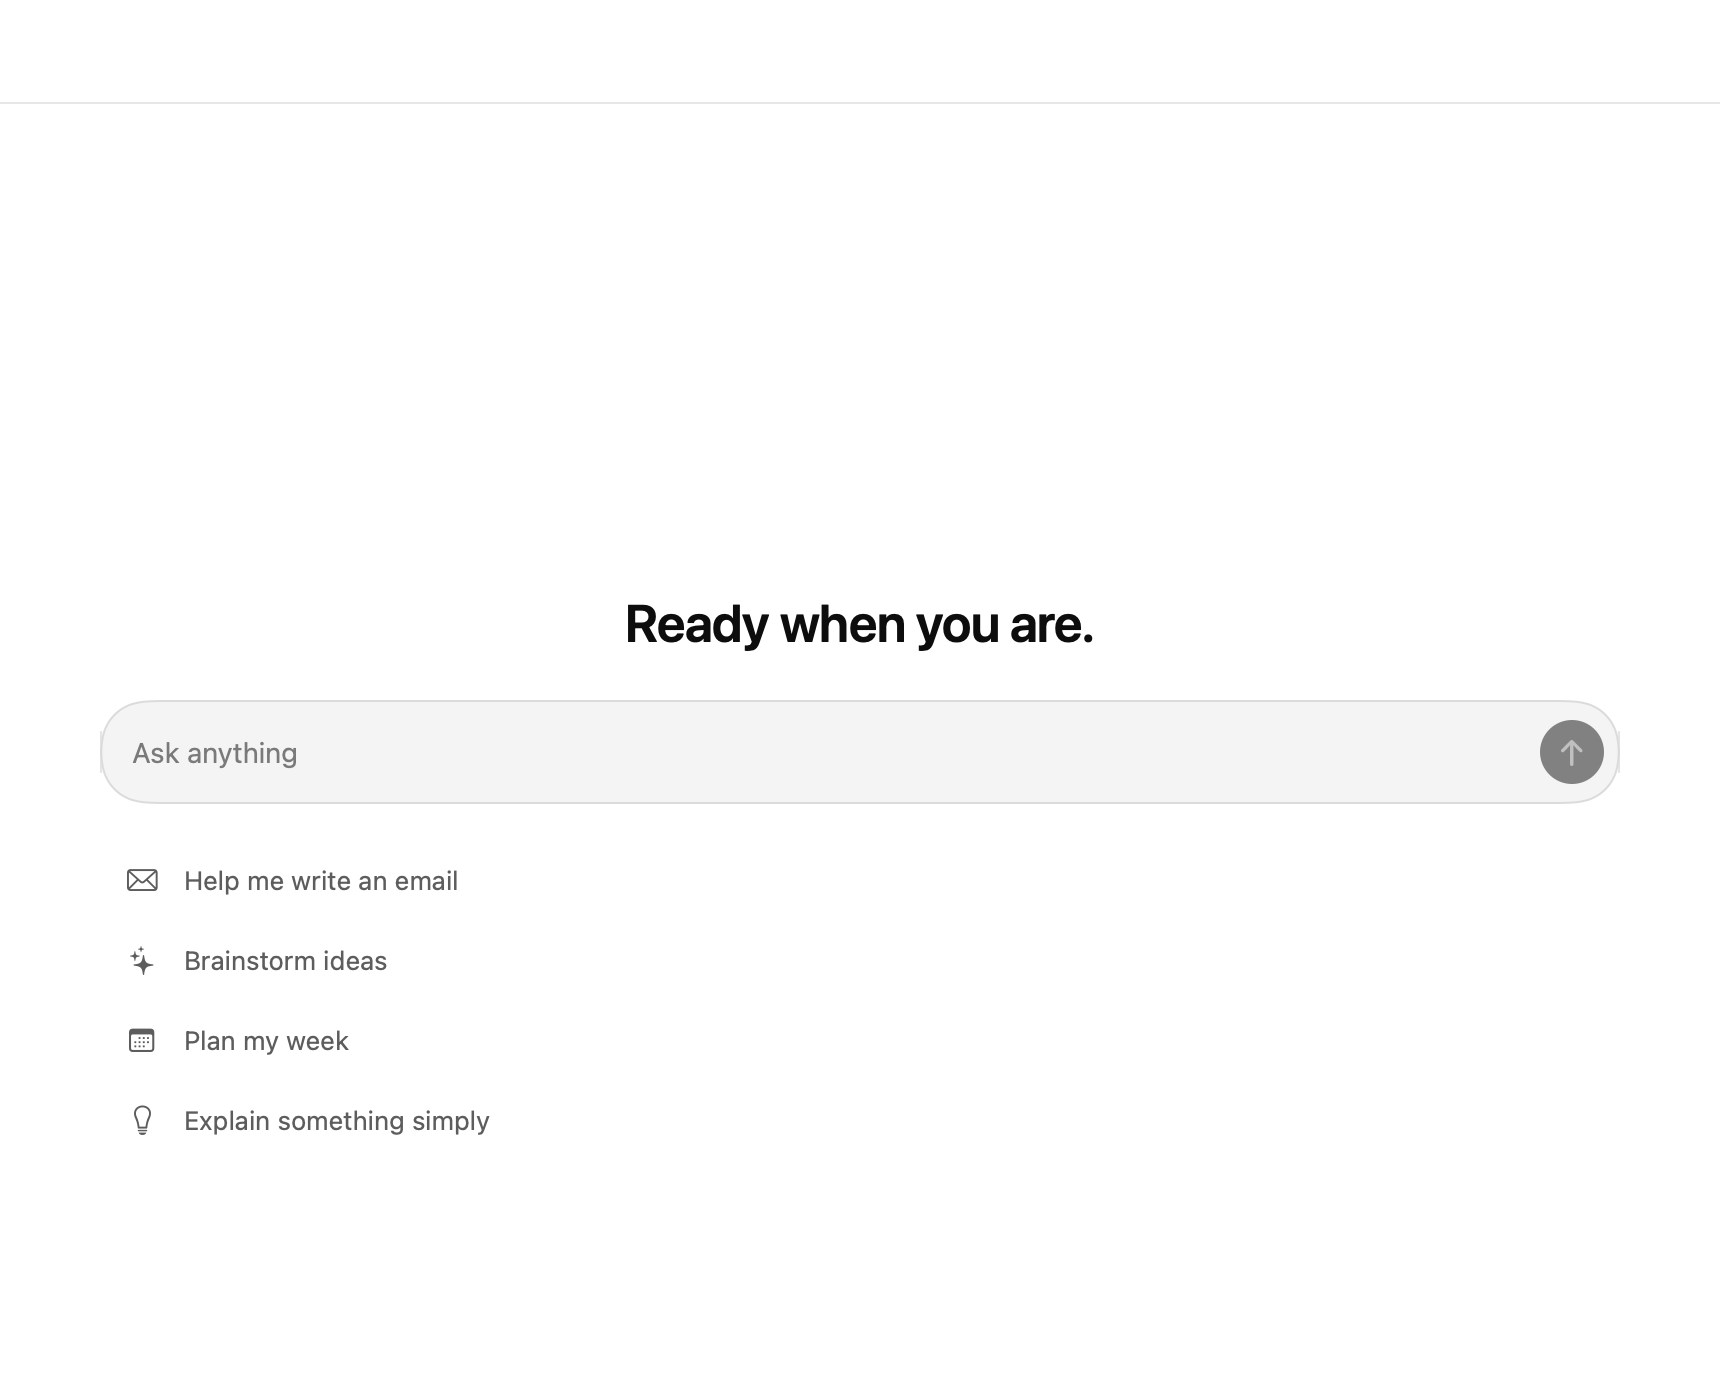 Ready when you are.
Ask anything
Help me write an email
Brainstorm ideas
Plan my week
Explain something simply